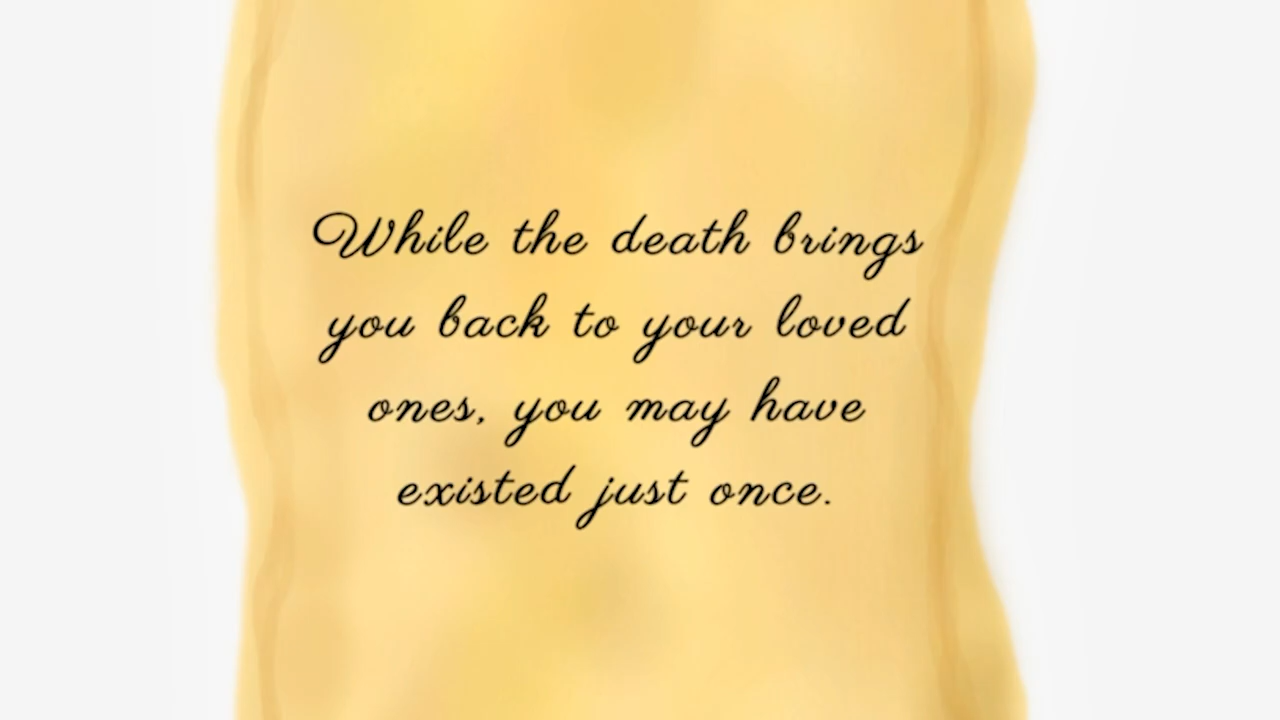 While the death brings
you back to your loved
ones, you may have
existed just once.